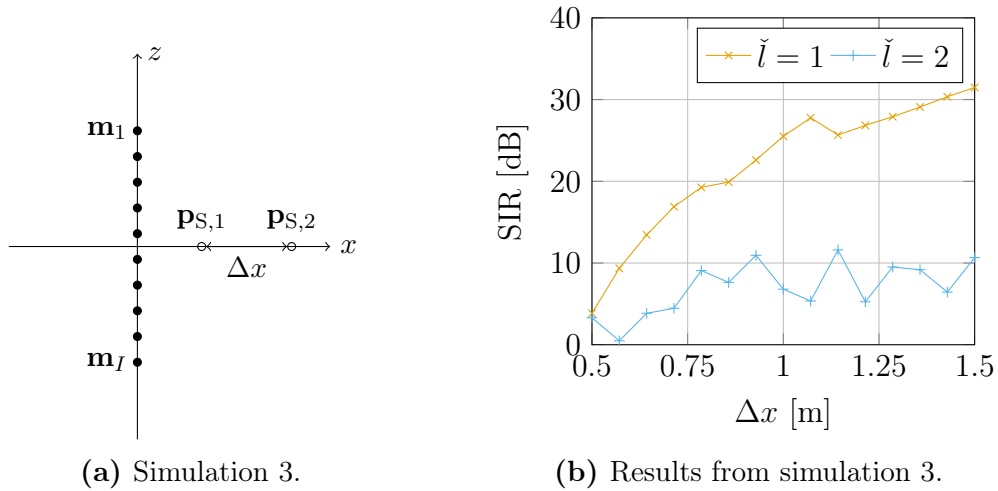 z
𝐦₁
𝐩S,1
𝐩S,2
x
Δx
𝐦I
(a) Simulation 3.
ľ = 1
ľ = 2
SIR [dB]
40
30
20
10
0
0.5
0.75
1
1.25
1.5
Δx [m]
(b) Results from simulation 3.